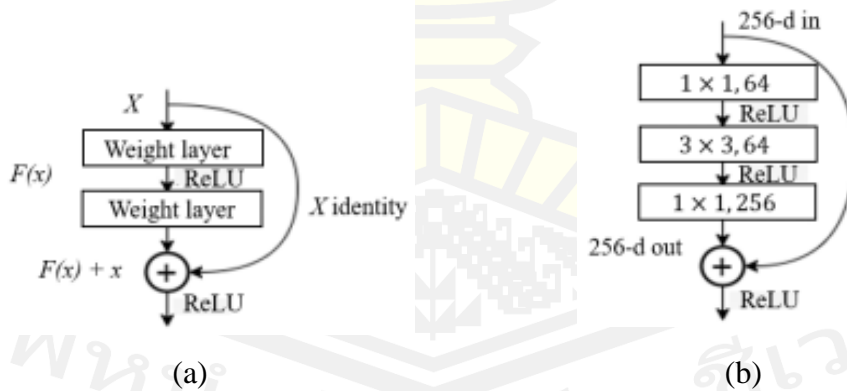 X
Weight layer
F(x)
ReLU
Weight layer
X identity
F(x) + x
ReLU
(a)
256-d in
1 × 1, 64
ReLU
3 × 3, 64
ReLU
1 × 1, 256
256-d out
ReLU
(b)